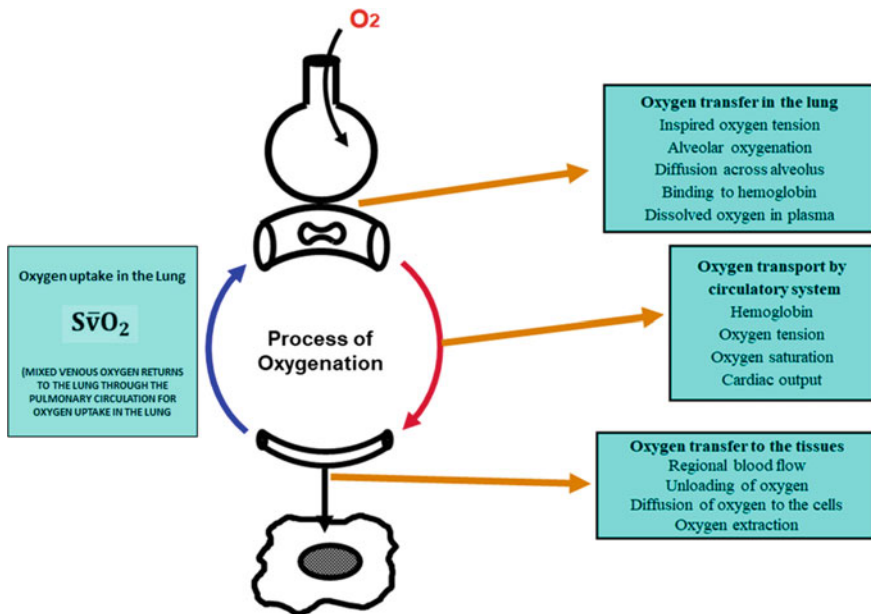 O2
Oxygen transfer in the lung
Inspired oxygen tension
Alveolar oxygenation
Diffusion across alveolus
Binding to hemoglobin
Dissolved oxygen in plasma
Oxygen uptake in the Lung
Sv̄O₂
(MIXED VENOUS OXYGEN RETURNS
TO THE LUNG THROUGH THE
PULMONARY CIRCULATION FOR
OXYGEN UPTAKE IN THE LUNG
Process of
Oxygenation
Oxygen transport by
circulatory system
Hemoglobin
Oxygen tension
Oxygen saturation
Cardiac output
Oxygen transfer to the tissues
Regional blood flow
Unloading of oxygen
Diffusion of oxygen to the cells
Oxygen extraction